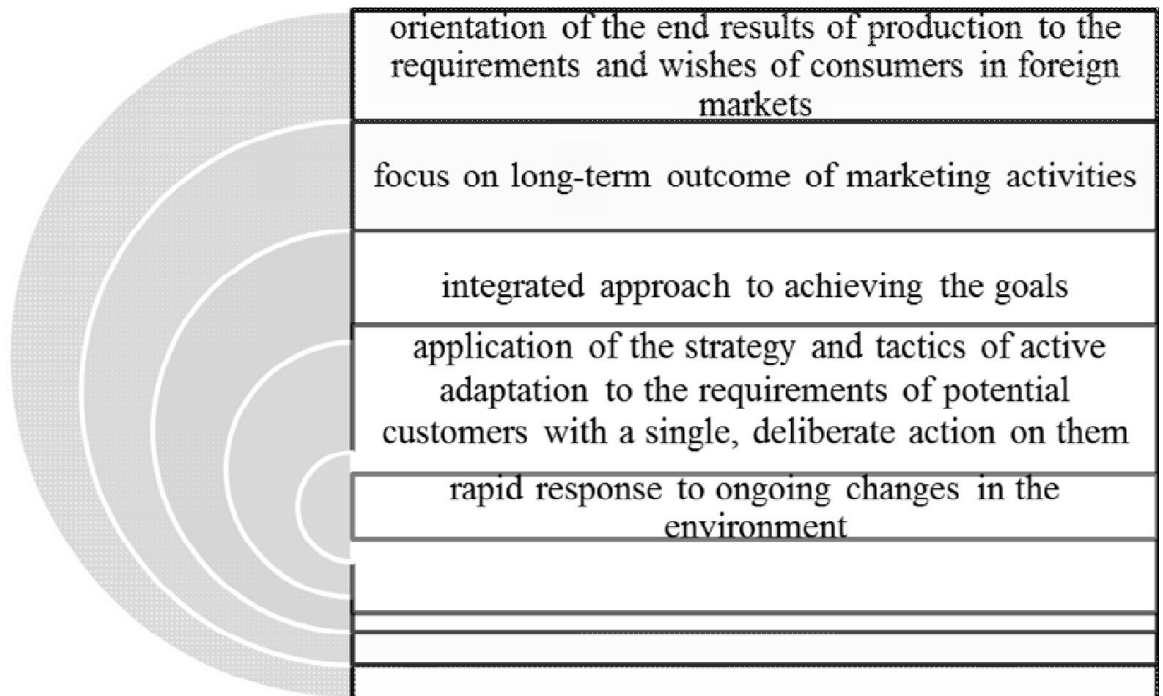 orientation of the end results of production to the
requirements and wishes of consumers in foreign
markets
focus on long-term outcome of marketing activities
integrated approach to achieving the goals
application of the strategy and tactics of active
adaptation to the requirements of potential
customers with a single, deliberate action on them
rapid response to ongoing changes in the
environment